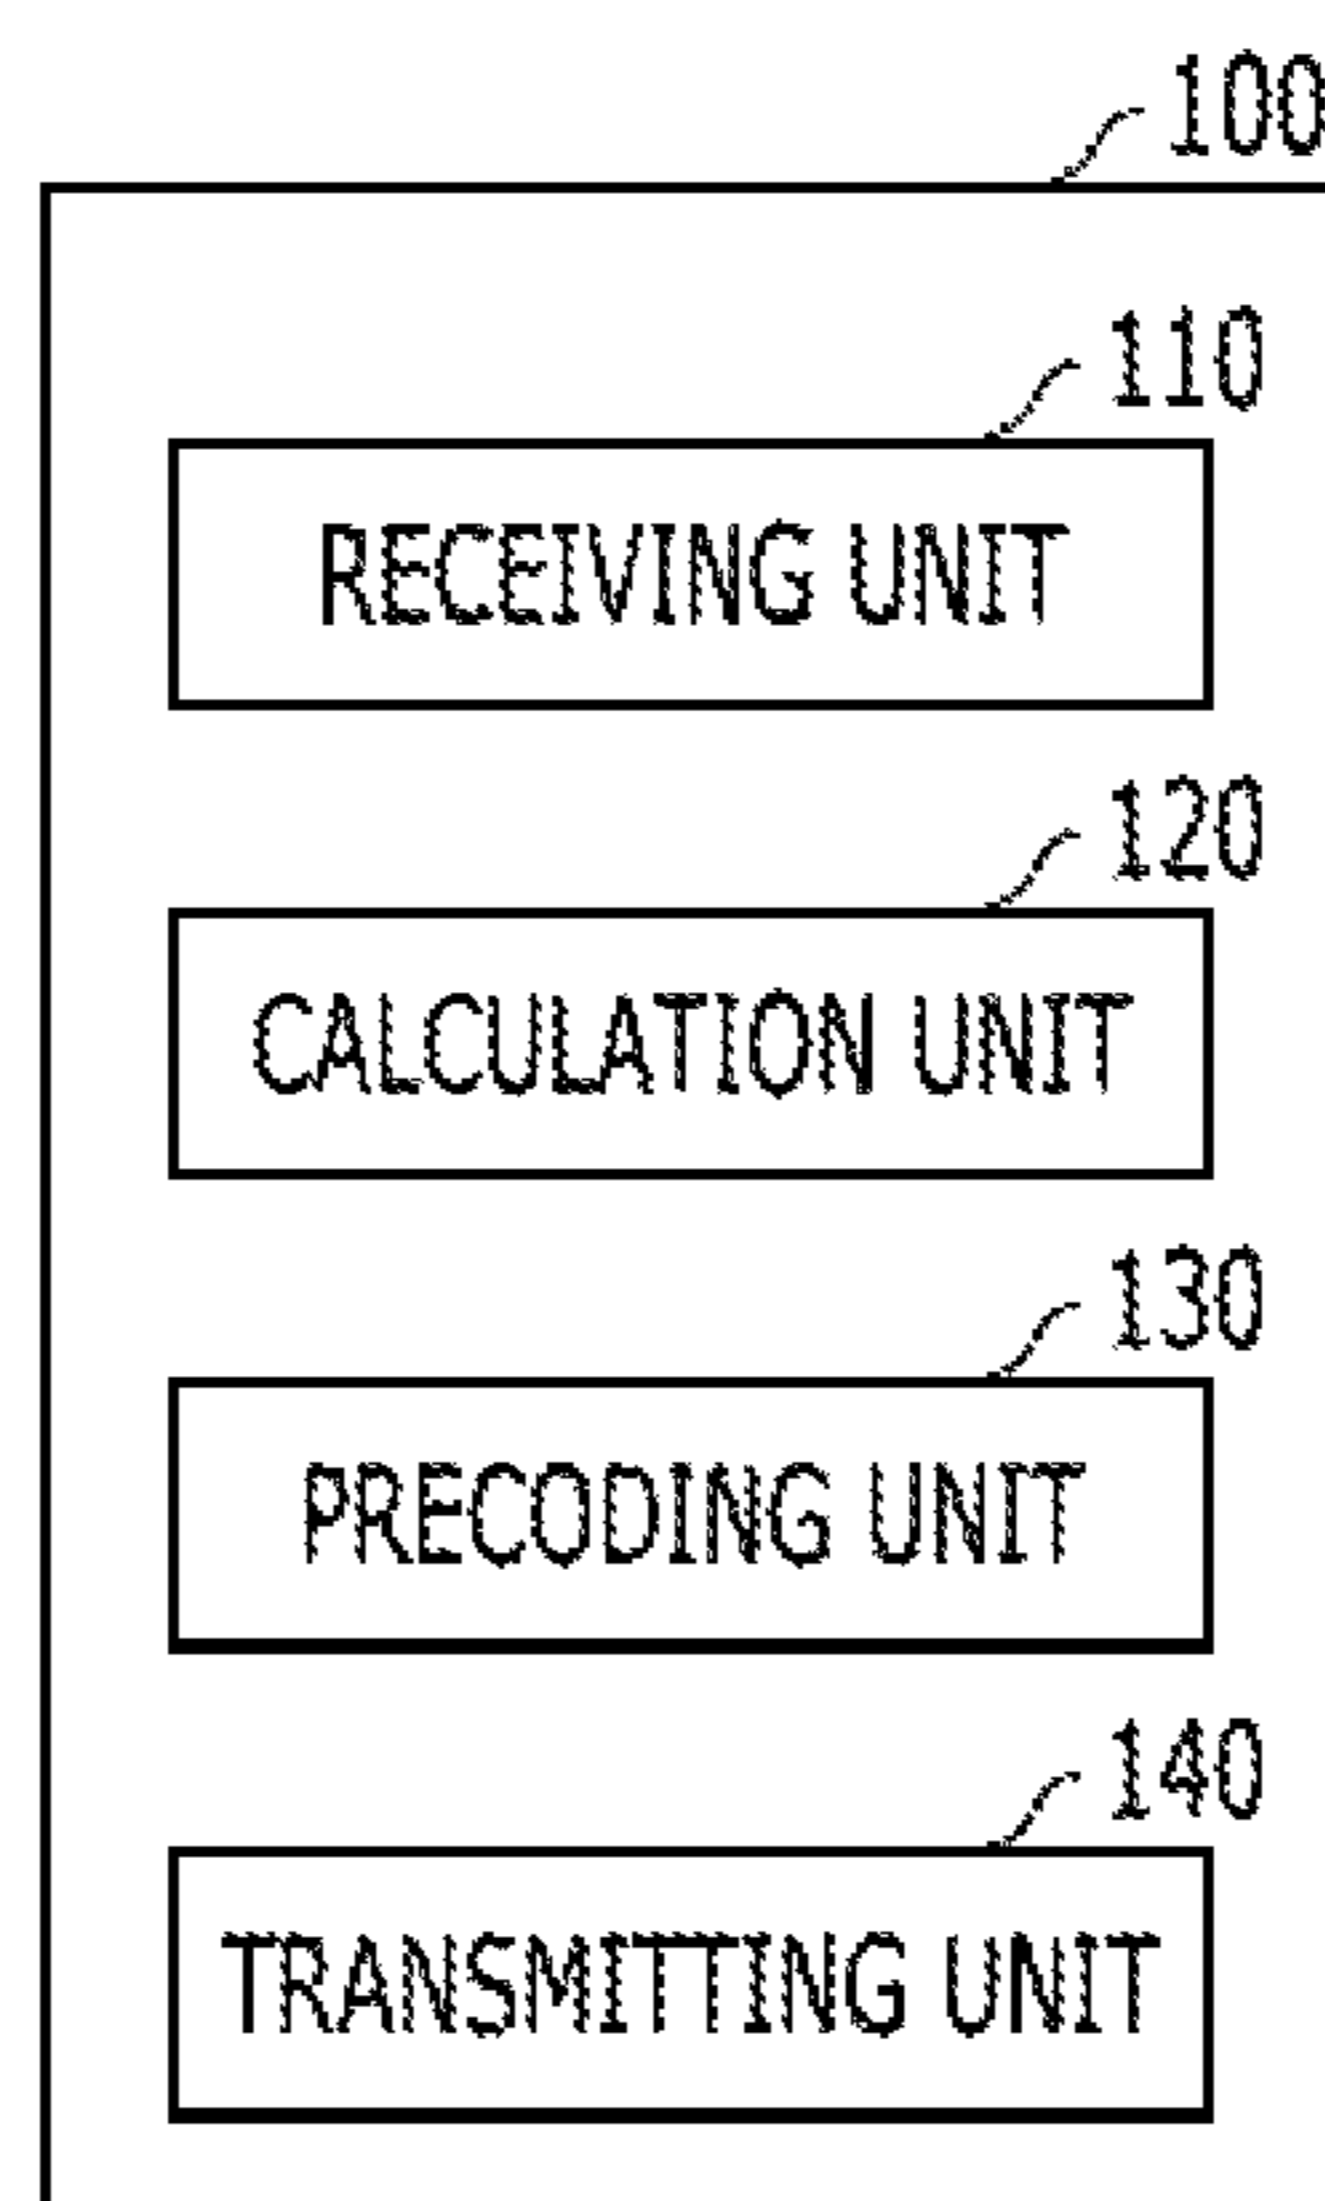 100
110
RECEIVING UNIT
120
CALCULATION UNIT
130
PRECODING UNIT
140
TRANSMITTING UNIT